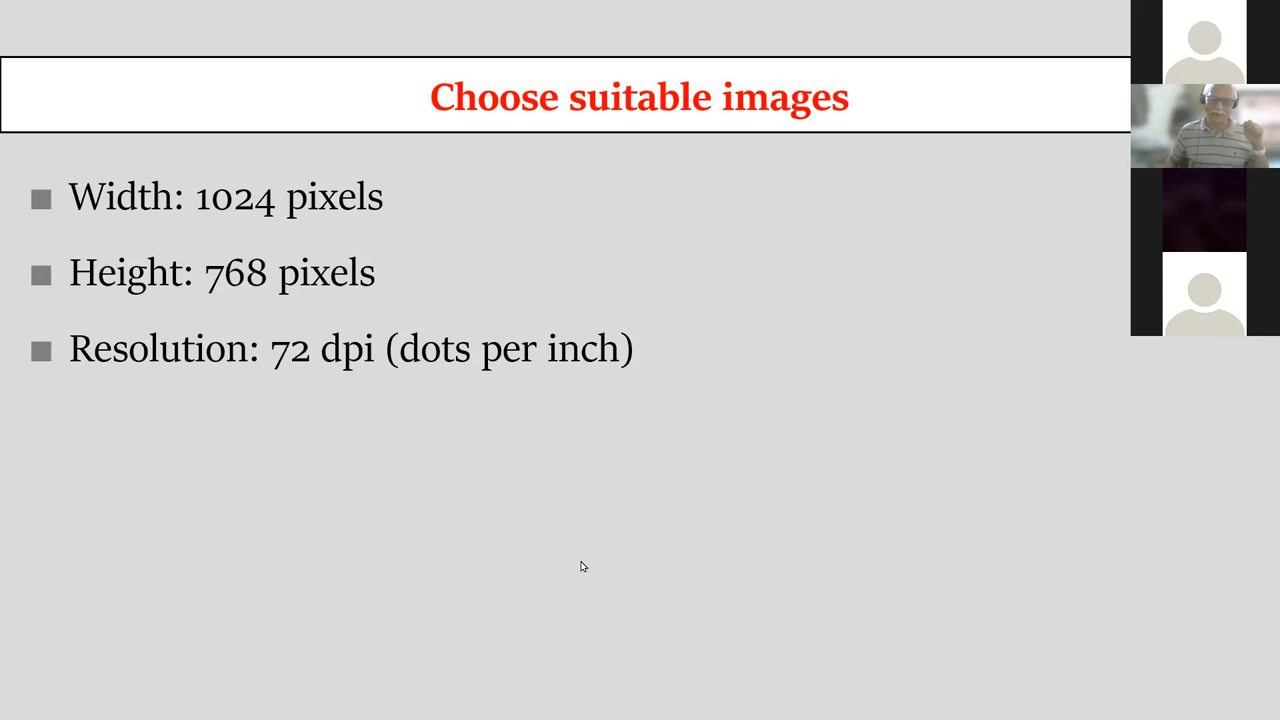 Choose suitable images
Width: 1024 pixels
Height: 768 pixels
Resolution: 72 dpi (dots per inch)